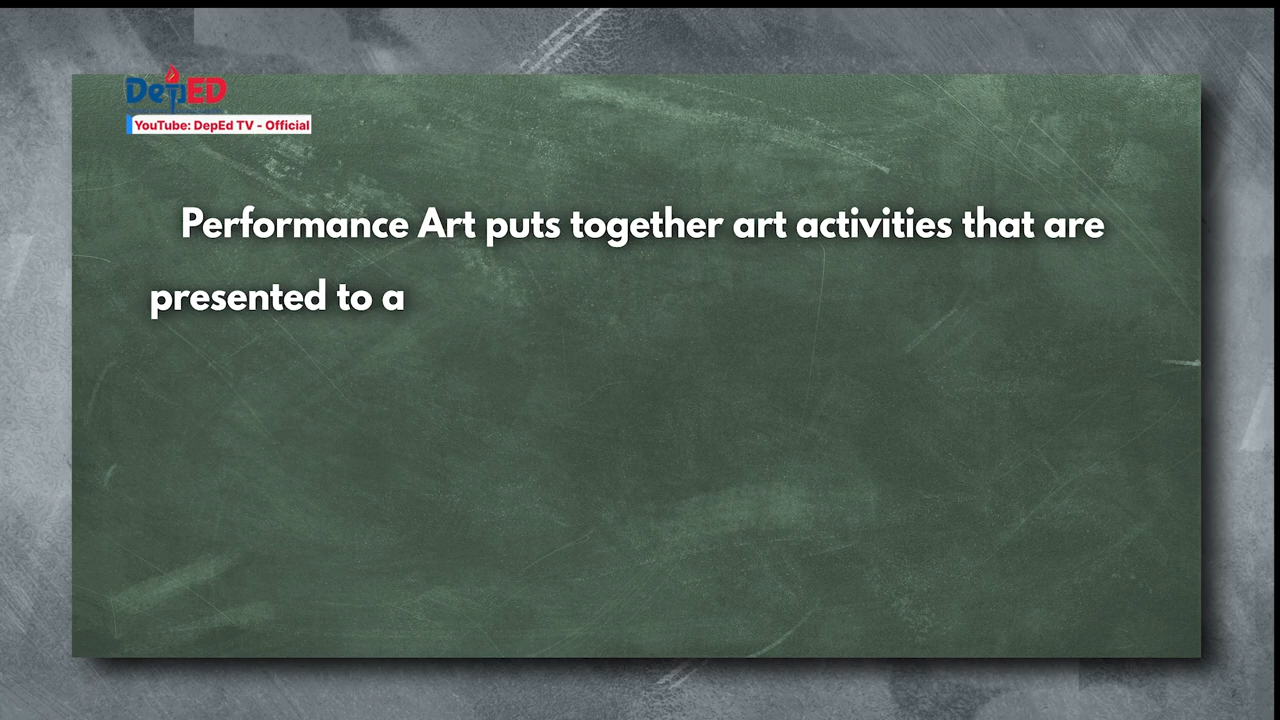 DepED
YouTube: DepEd TV - Official
Performance Art puts together art activities that are
presented to a